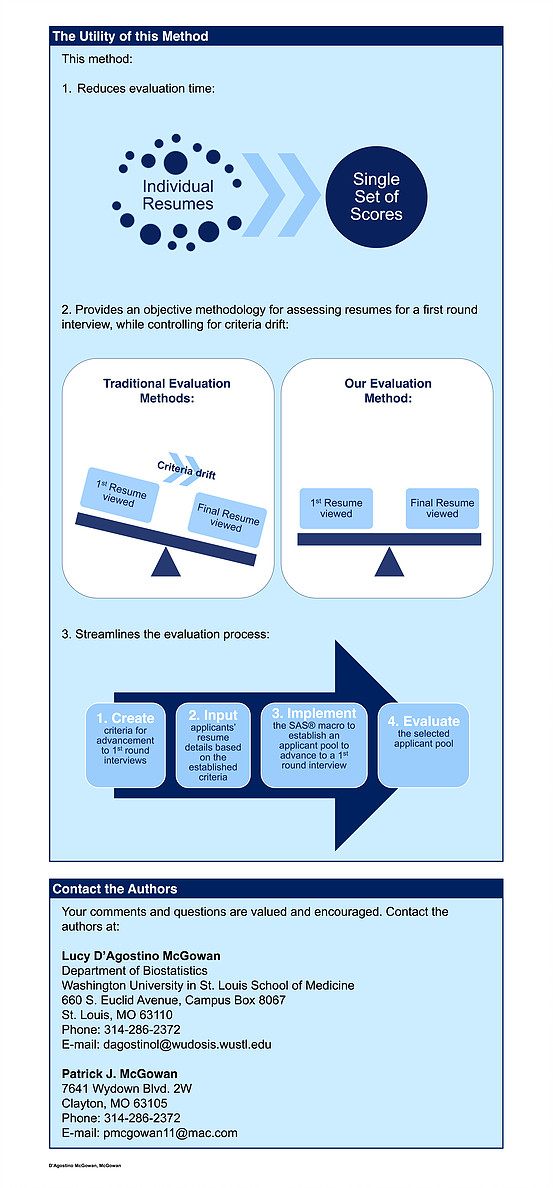 The Utility of this Method
This method:
1. Reduces evaluation time:
Individual
Resumes
Single
Set of
Scores
2. Provides an objective methodology for assessing resumes for a first round
interview, while controlling for criteria drift:
Traditional Evaluation
Methods:
Criteria drift
1st Resume
viewed
Final Resume
viewed
Our Evaluation
Method:
1st Resume
viewed
Final Resume
viewed
3. Streamlines the evaluation process:
1. Create
criteria for
advancement
to 1st round
interviews
2. Input
applicants'
resume
details based
on the
established
criteria
3. Implement
the SAS® macro to
establish an
applicant pool to
advance to a 1st
round interview
4. Evaluate
the selected
applicant pool
Contact the Authors
Your comments and questions are valued and encouraged. Contact the
authors at:
Lucy D'Agostino McGowan
Department of Biostatistics
Washington University in St. Louis School of Medicine
660 S. Euclid Avenue, Campus Box 8067
St. Louis, MO 63110
Phone: 314-286-2372
E-mail: dagostinol@wudosis.wustl.edu
Patrick J. McGowan
7641 Wydown Blvd. 2W
Clayton, MO 63105
Phone: 314-286-2372
E-mail: pmcgowan11@mac.com
D'Agostino McGowan, McGowan